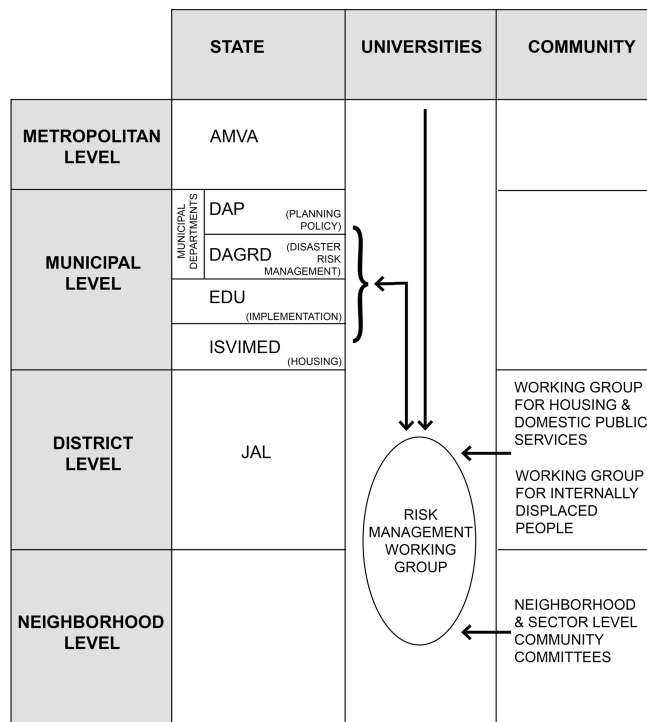 STATE
UNIVERSITIES
COMMUNITY
METROPOLITAN
LEVEL
AMVA
MUNICIPAL
LEVEL
MUNICIPAL
DEPARTMENTS
DAP
(PLANNING
POLICY)
DAGRD
(DISASTER
RISK
MANAGEMENT)
EDU
(IMPLEMENTATION)
ISVIMED
(HOUSING)
DISTRICT
LEVEL
JAL
RISK
MANAGEMENT
WORKING
GROUP
WORKING GROUP
FOR HOUSING &
DOMESTIC PUBLIC
SERVICES
WORKING GROUP
FOR INTERNALLY
DISPLACED
PEOPLE
NEIGHBORHOOD
LEVEL
NEIGHBORHOOD
& SECTOR LEVEL
COMMUNITY
COMMITTEES